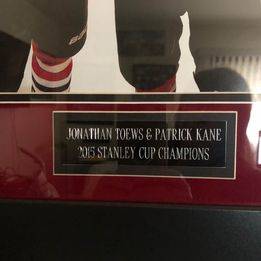 JONATHAN TOEWS & PATRICK KANE
2015 STANLEY CUP CHAMPIONS